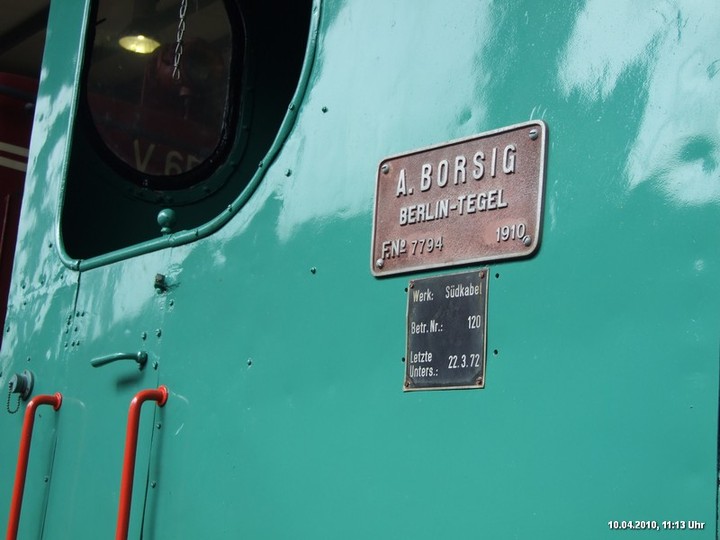 A. BORSIG
BERLIN-TEGEL
F.Nº 7794 1910
Werk: Südkabel
Betr. Nr.: 120
Letzte
Unters.: 22.3.72
10.04.2010, 11:13 Uhr